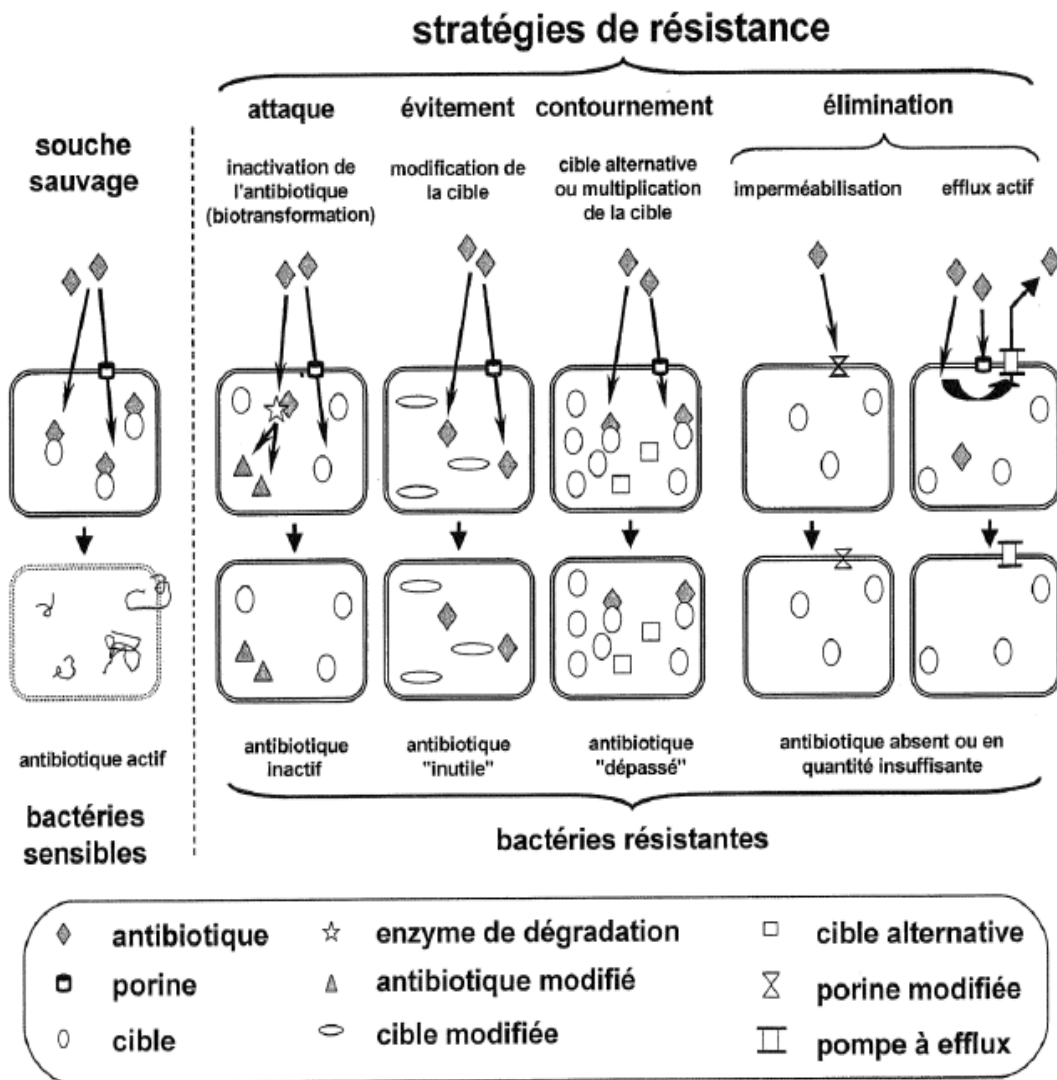 stratégies de résistance
souche
sauvage
attaque
inactivation de
l'antibiotique
(biotransformation)
évitement
modification de
la cible
contournement
cible alternative
ou multiplication
de la cible
élimination
imperméabilisation
efflux actif
antibiotique actif
bactéries
sensibles
antibiotique
inactif
antibiotique
"inutile"
antibiotique
"dépassé"
antibiotique absent ou en
quantité insuffisante
bactéries résistantes
antibiotique
porine
cible
enzyme de dégradation
antibiotique modifié
cible modifiée
cible alternative
porine modifiée
pompe à efflux